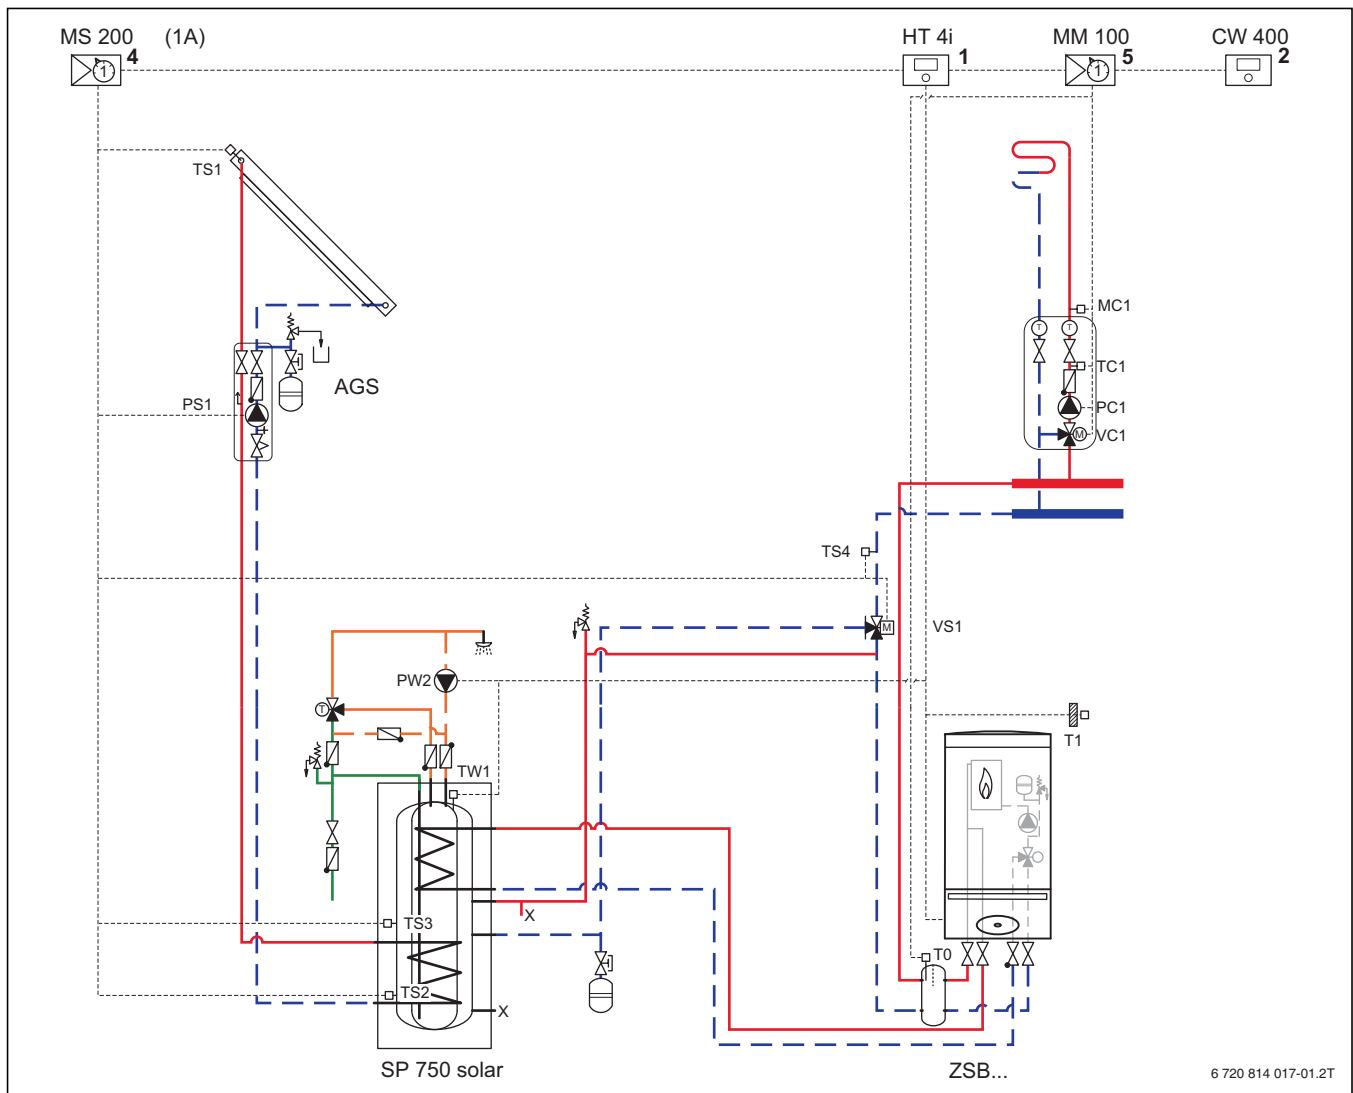 MS 200 (1A) HT 4i MM 100 CW 400
4 1 5 2
1 1
TS1
MC1
T T
TC1
AGS
PS1
PC1
M VC1
TS4
M VS1
PW2
T
T1
TW1
TS3
X
T0
TS2
X
SP 750 solar
ZSB...
6 720 814 017-01.2T